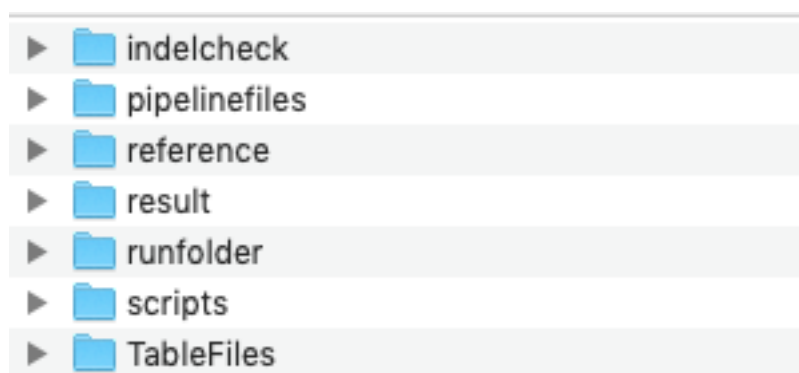 indelcheck
pipelinefiles
reference
result
runfolder
scripts
TableFiles